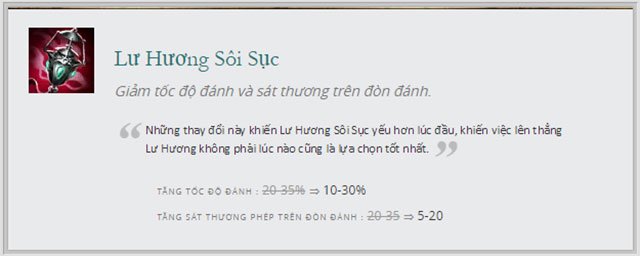 Lư Hương Sôi Sục
Giảm tốc độ đánh và sát thương trên đòn đánh.
“ Những thay đổi này khiến Lư Hương Sôi Sục yếu hơn lúc đầu, khiến việc lên thẳng
Lư Hương không phải lúc nào cũng là lựa chọn tốt nhất. ”
TĂNG TỐC ĐỘ ĐÁNH : 20-35% ⇒ 10-30%
TĂNG SÁT THƯƠNG PHÉP TRÊN ĐÒN ĐÁNH : 20-35 ⇒ 5-20